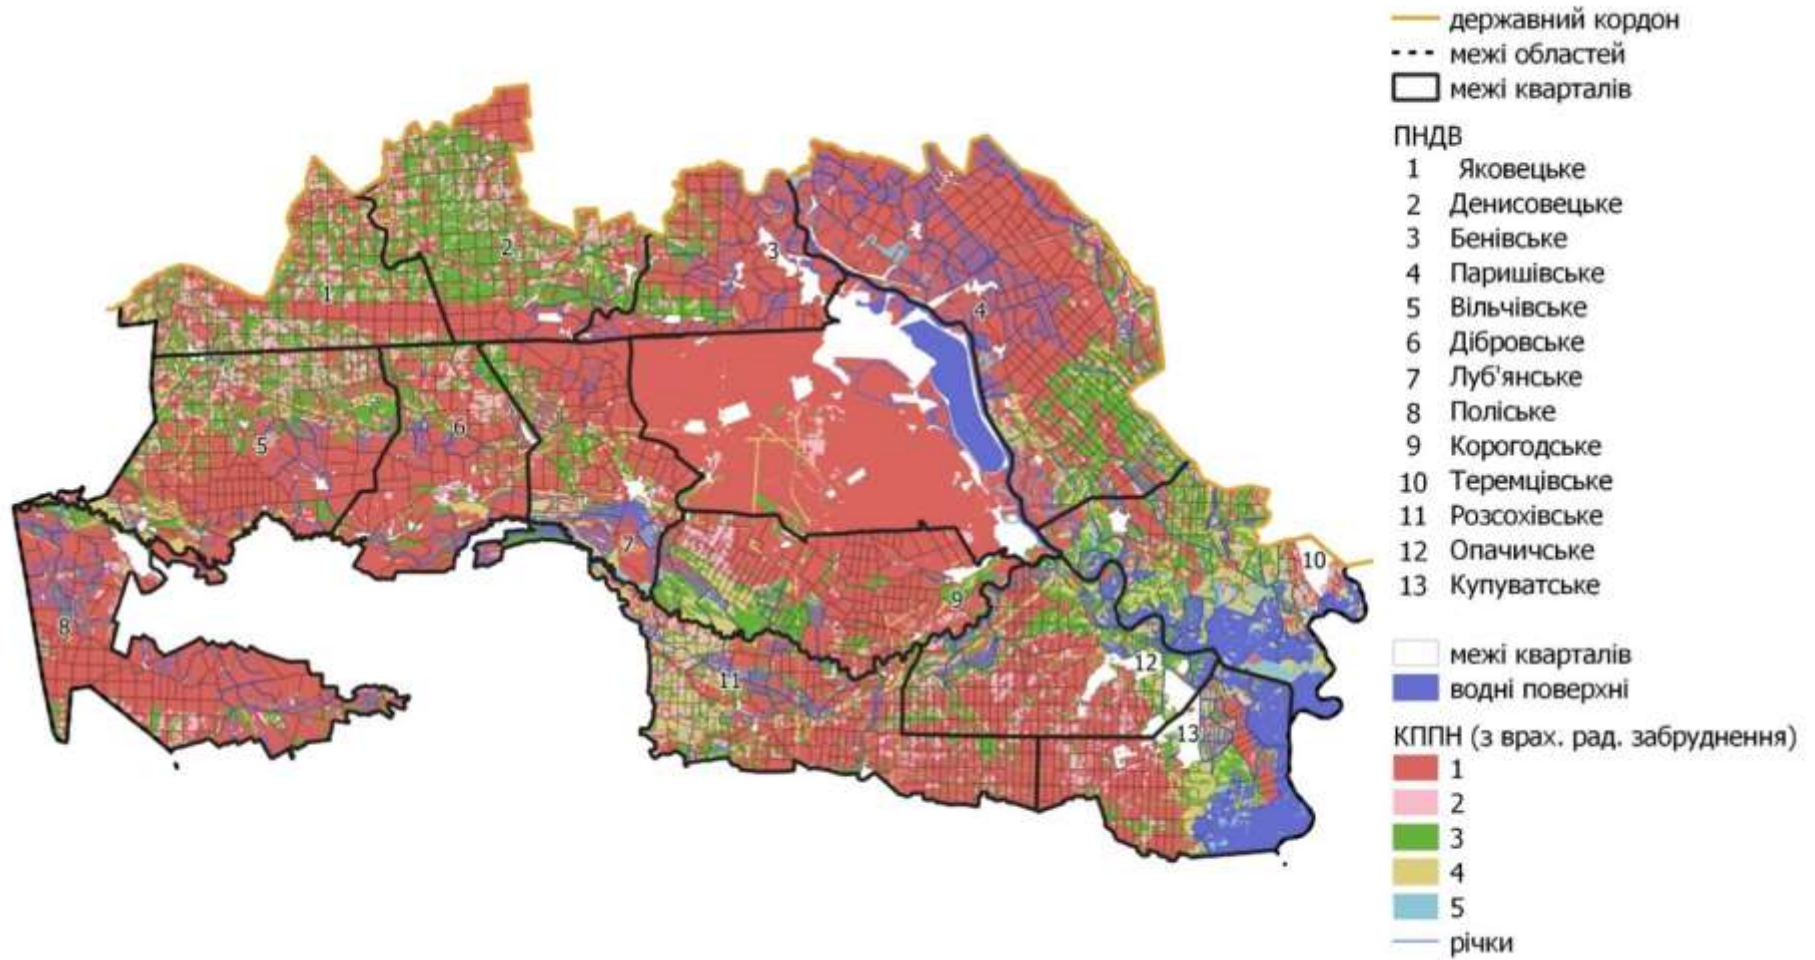 державний кордон
межі областей
межі кварталів
ПНДВ
1 Яковецьке
2 Денисовецьке
3 Бенівське
4 Паришівське
5 Вільчівське
6 Дібровське
7 Луб'янське
8 Поліське
9 Корогодське
10 Теремцівське
11 Розсохівське
12 Опачичське
13 Купуватське
межі кварталів
водні поверхні
КППН (з врах. рад. забруднення)
1
2
3
4
5
річки
2
3
1
4
6
5
7
10
9
8
12
11
13